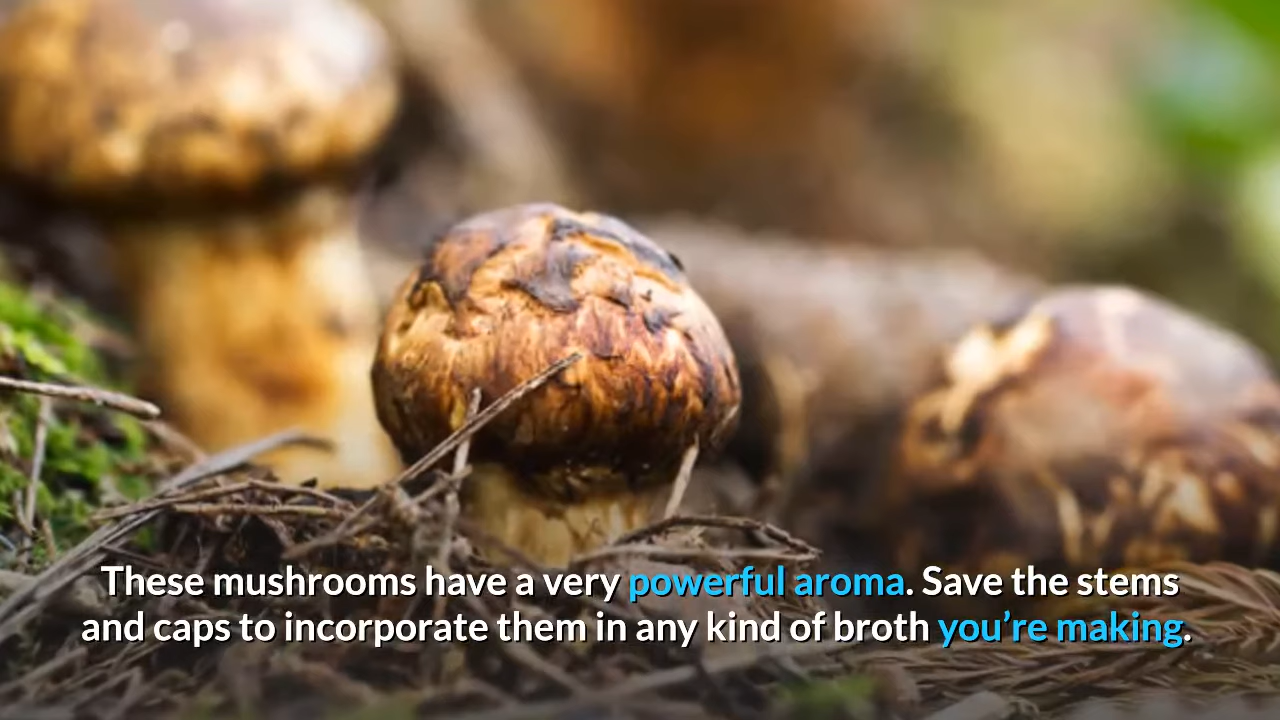 These mushrooms have a very powerful aroma. Save the stems
and caps to incorporate them in any kind of broth you’re making.